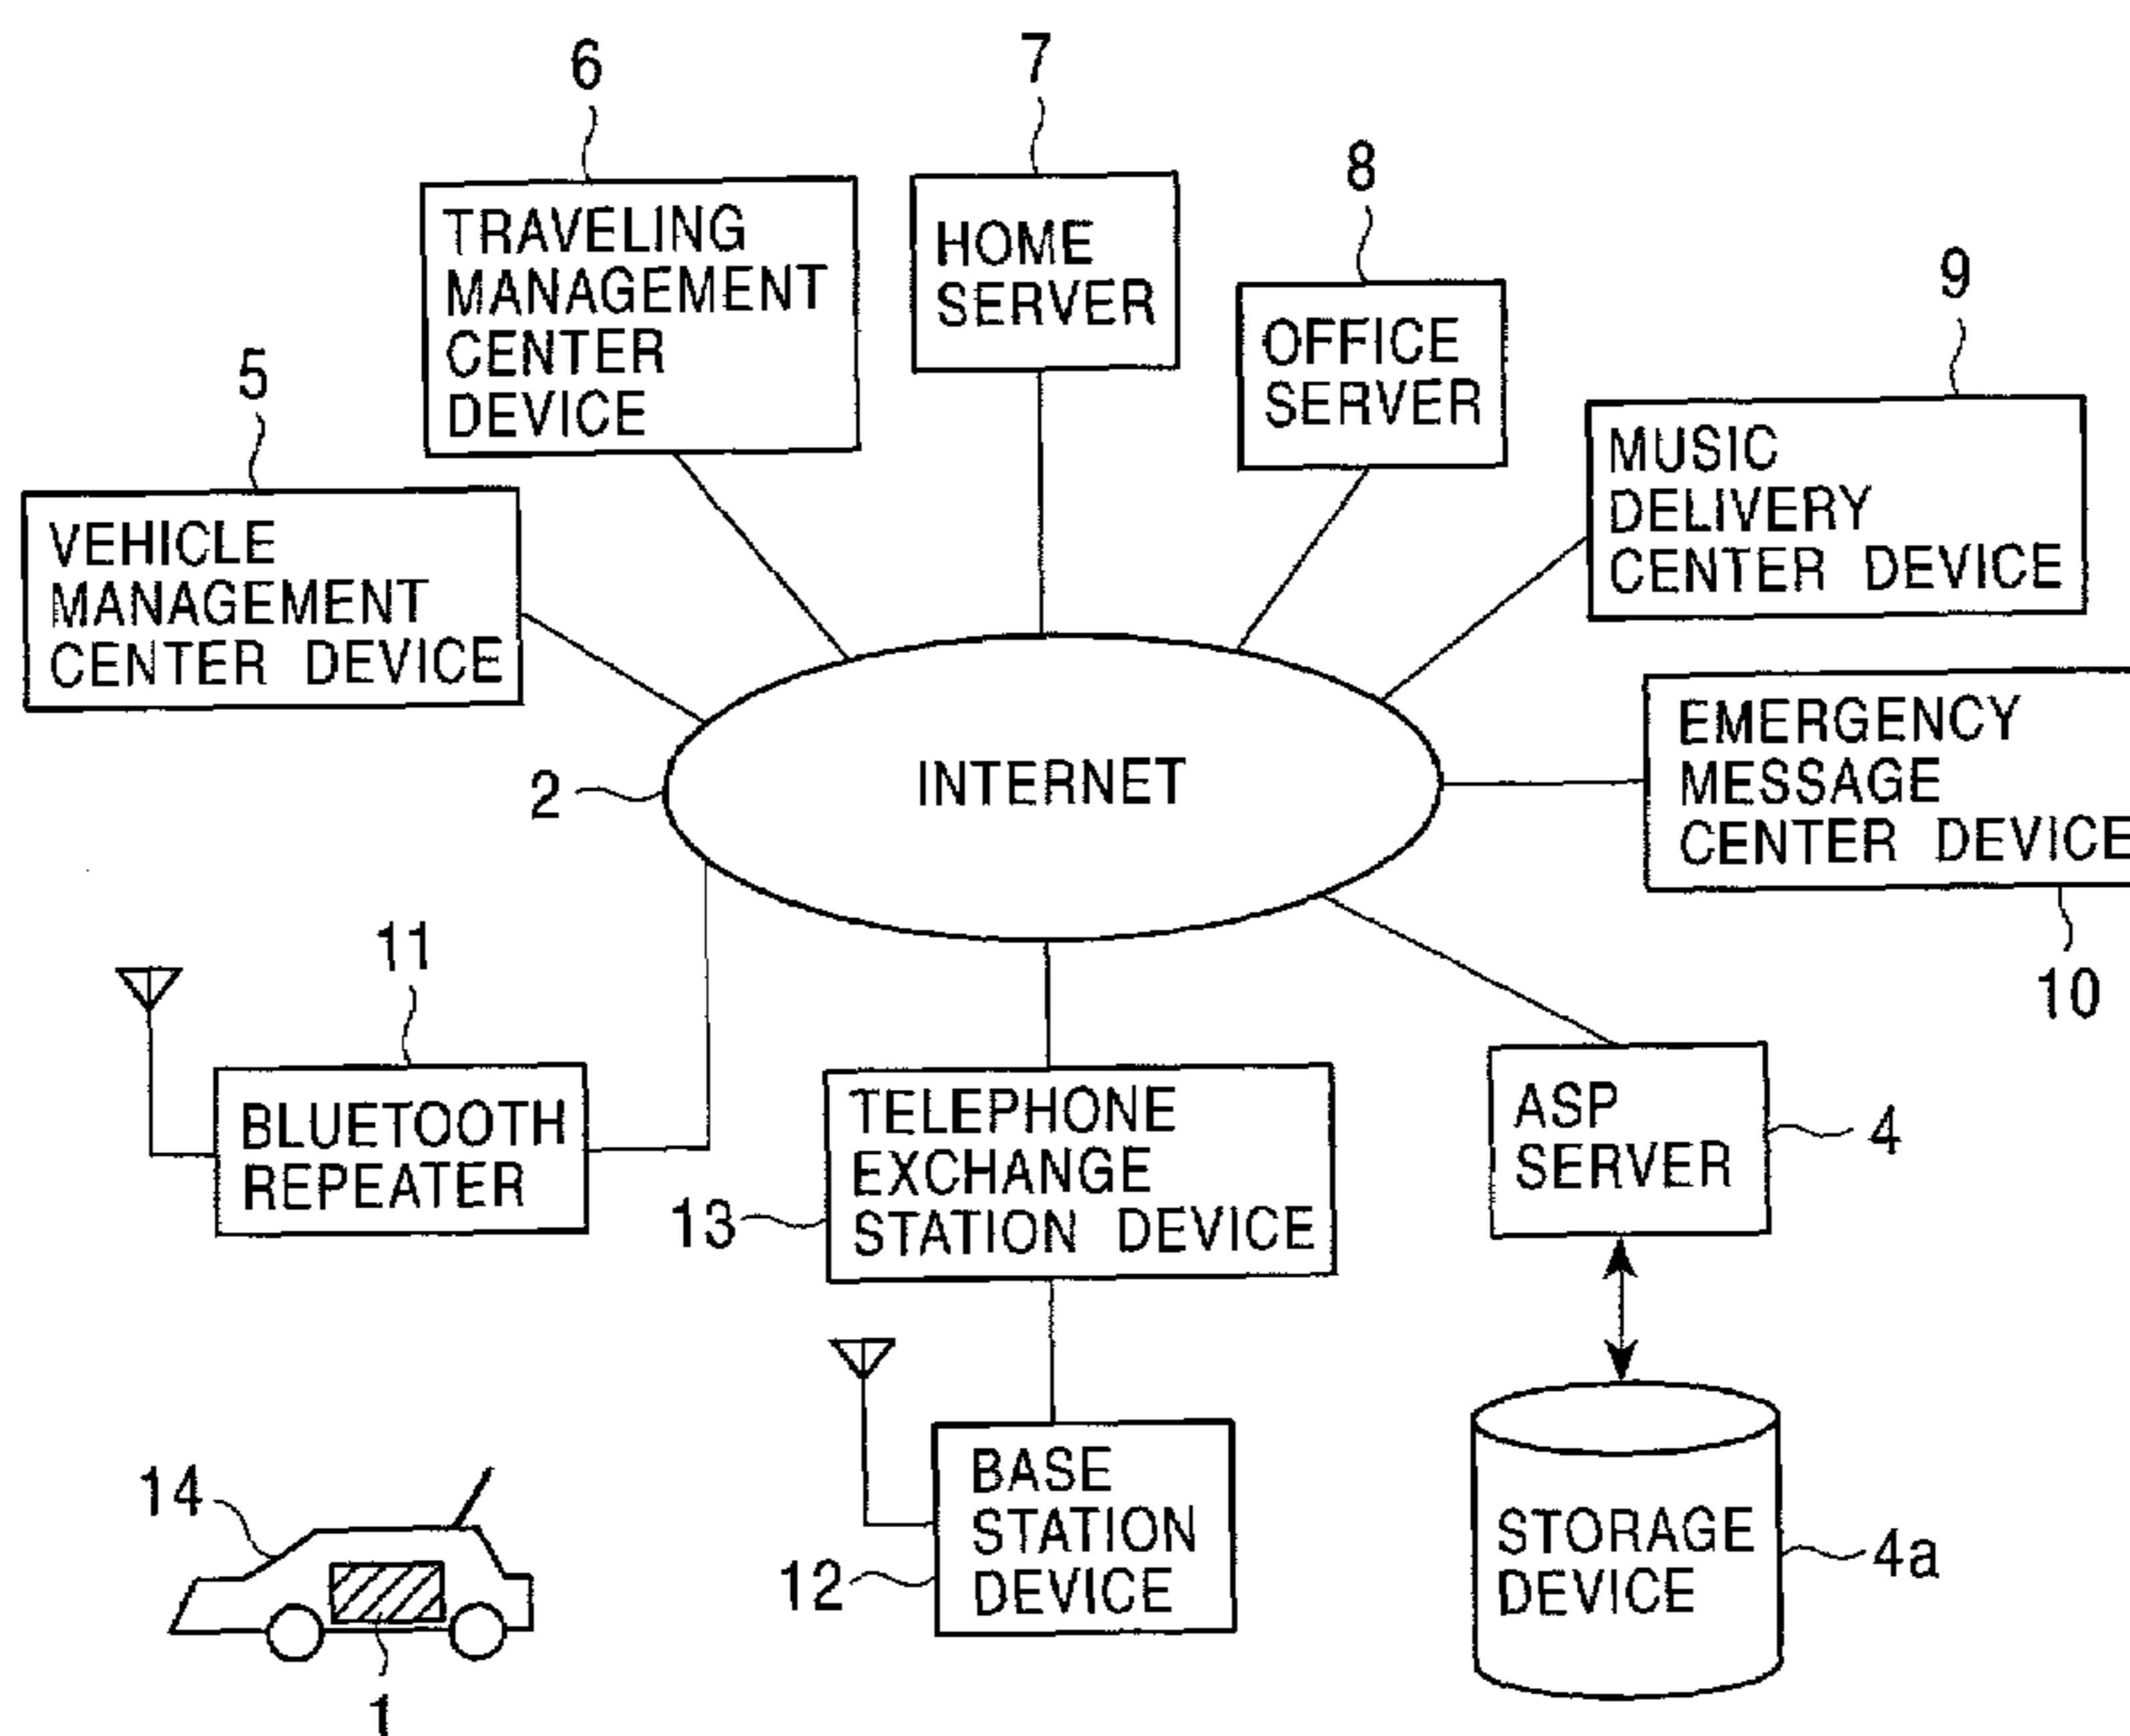 6
7
8
9
5
TRAVELING
MANAGEMENT
CENTER
DEVICE
HOME
SERVER
OFFICE
SERVER
MUSIC
DELIVERY
CENTER DEVICE
VEHICLE
MANAGEMENT
CENTER DEVICE
EMERGENCY
MESSAGE
CENTER DEVICE
10
2
INTERNET
11
BLUETOOTH
REPEATER
13
TELEPHONE
EXCHANGE
STATION DEVICE
ASP
SERVER
4
14
1
12
BASE
STATION
DEVICE
STORAGE
DEVICE
4a